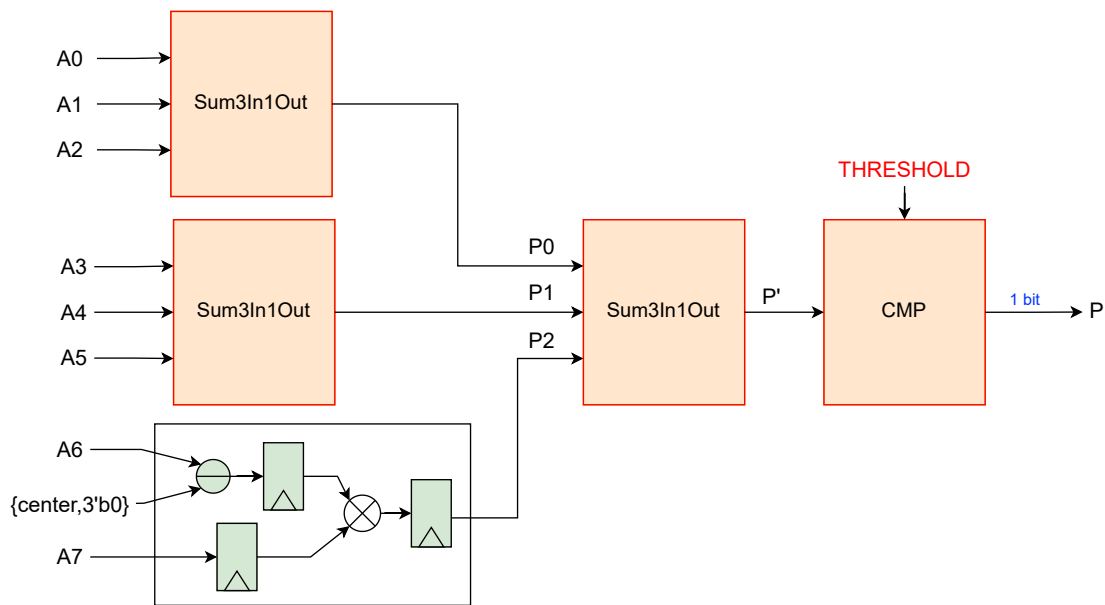 A0
A1
A2
Sum3In1Out
A3
A4
A5
Sum3In1Out
P0
P1
P2
Sum3In1Out
P'
THRESHOLD
CMP
1 bit
P
A6
{center,3'b0}
A7